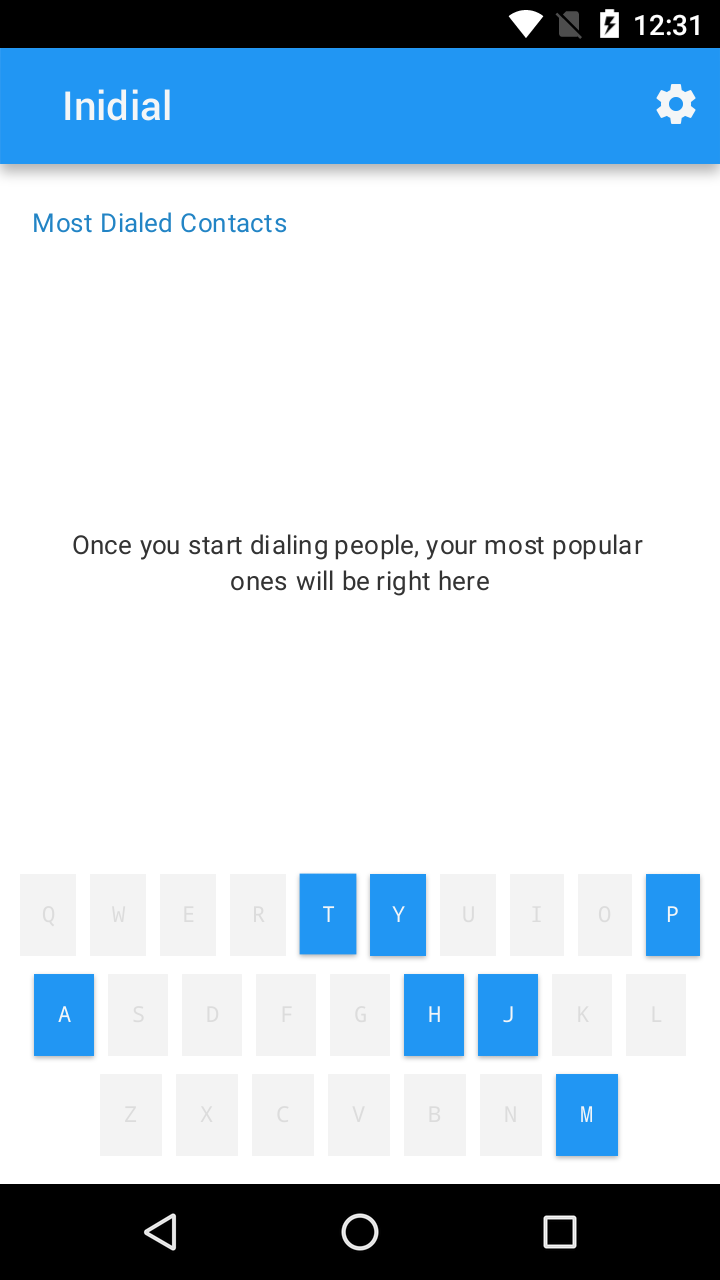 12:31
Inidial
Most Dialed Contacts
Once you start dialing people, your most popular
ones will be right here
Q W E R T Y U I O P
A S D F G H J K L
Z X C V B N M